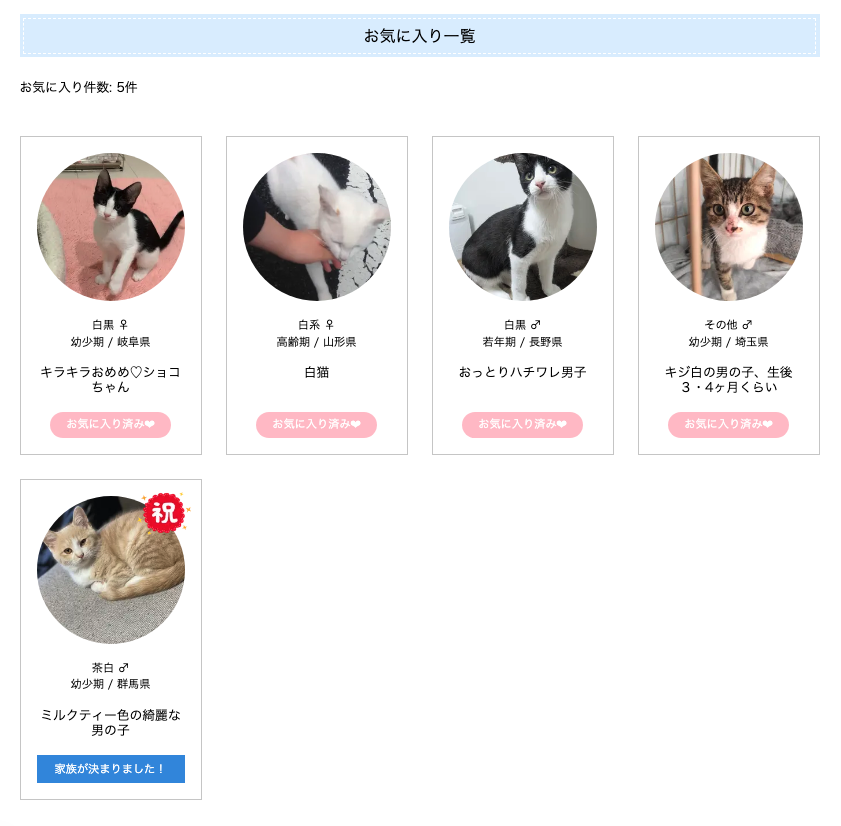 お気に入り一覧
お気に入り件数: 5件
白黒 ♀
幼少期 / 岐阜県
キラキラおめめ♡ショコ
ちゃん
お気に入り済み❤
白系 ♀
高齢期 / 山形県
白猫
お気に入り済み❤
白黒 ♂
若年期 / 長野県
おっとりハチワレ男子
お気に入り済み❤
その他 ♂
幼少期 / 埼玉県
キジ白の男の子、生後
３・4ヶ月くらい
お気に入り済み❤
祝
茶白 ♂
幼少期 / 群馬県
ミルクティー色の綺麗な
男の子
家族が決まりました！